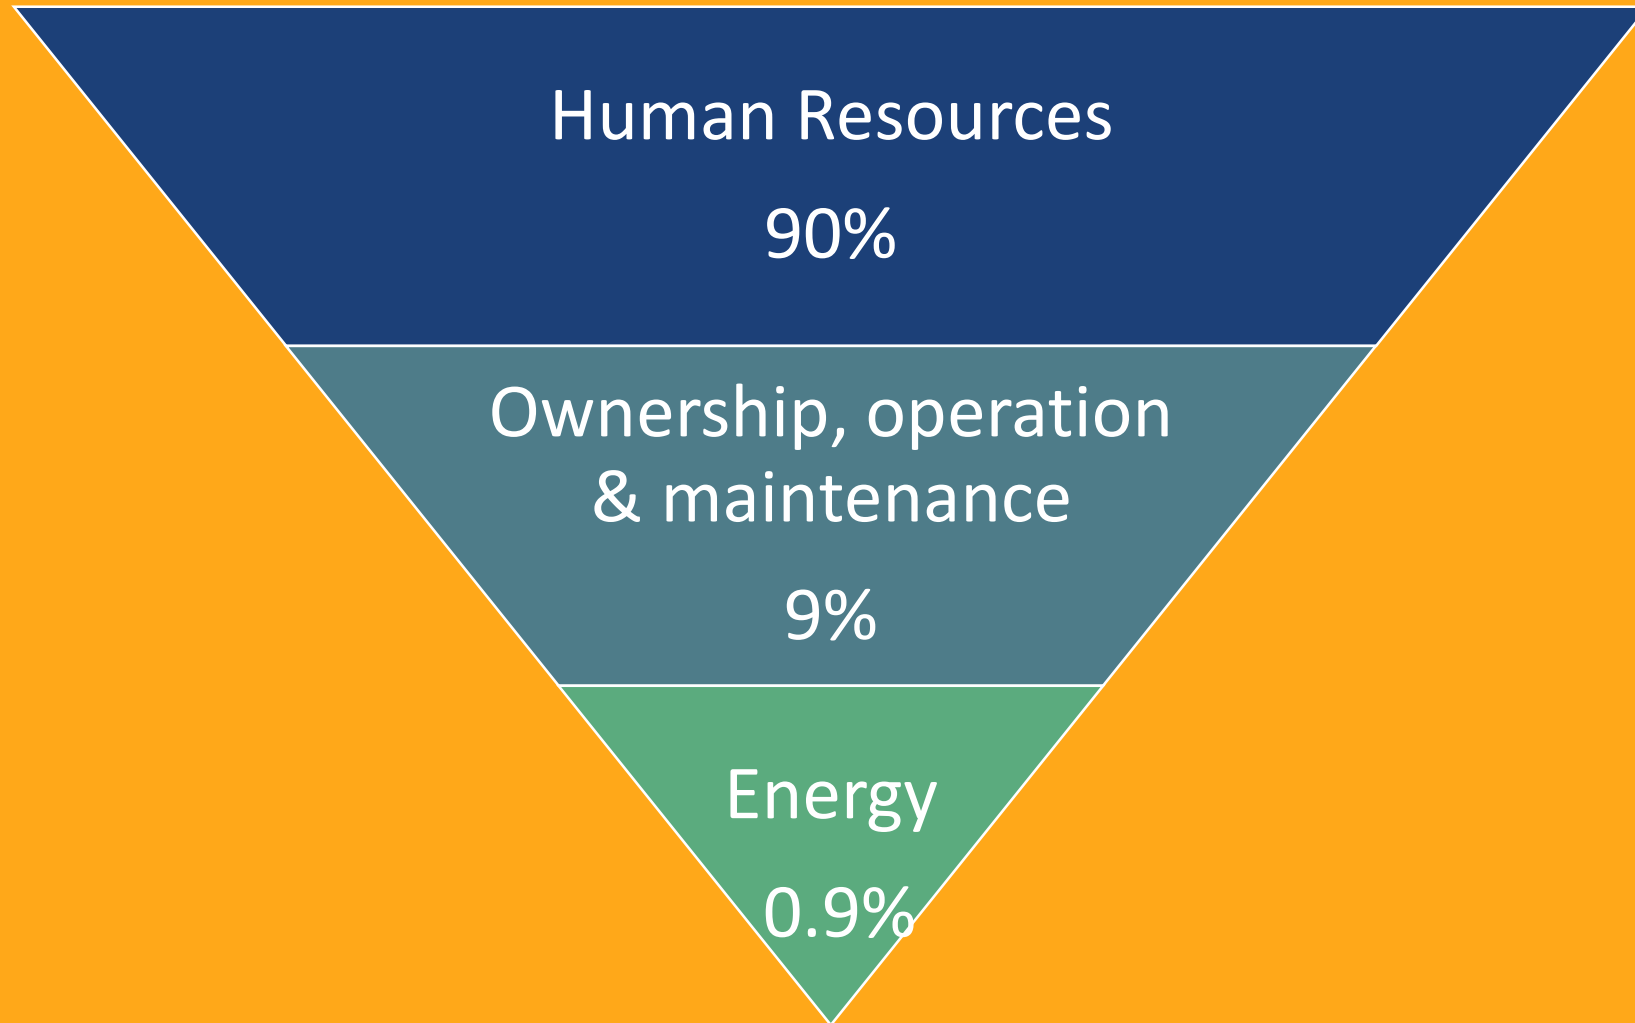 Human Resources
90%
Ownership, operation
& maintenance
9%
Energy
0.9%